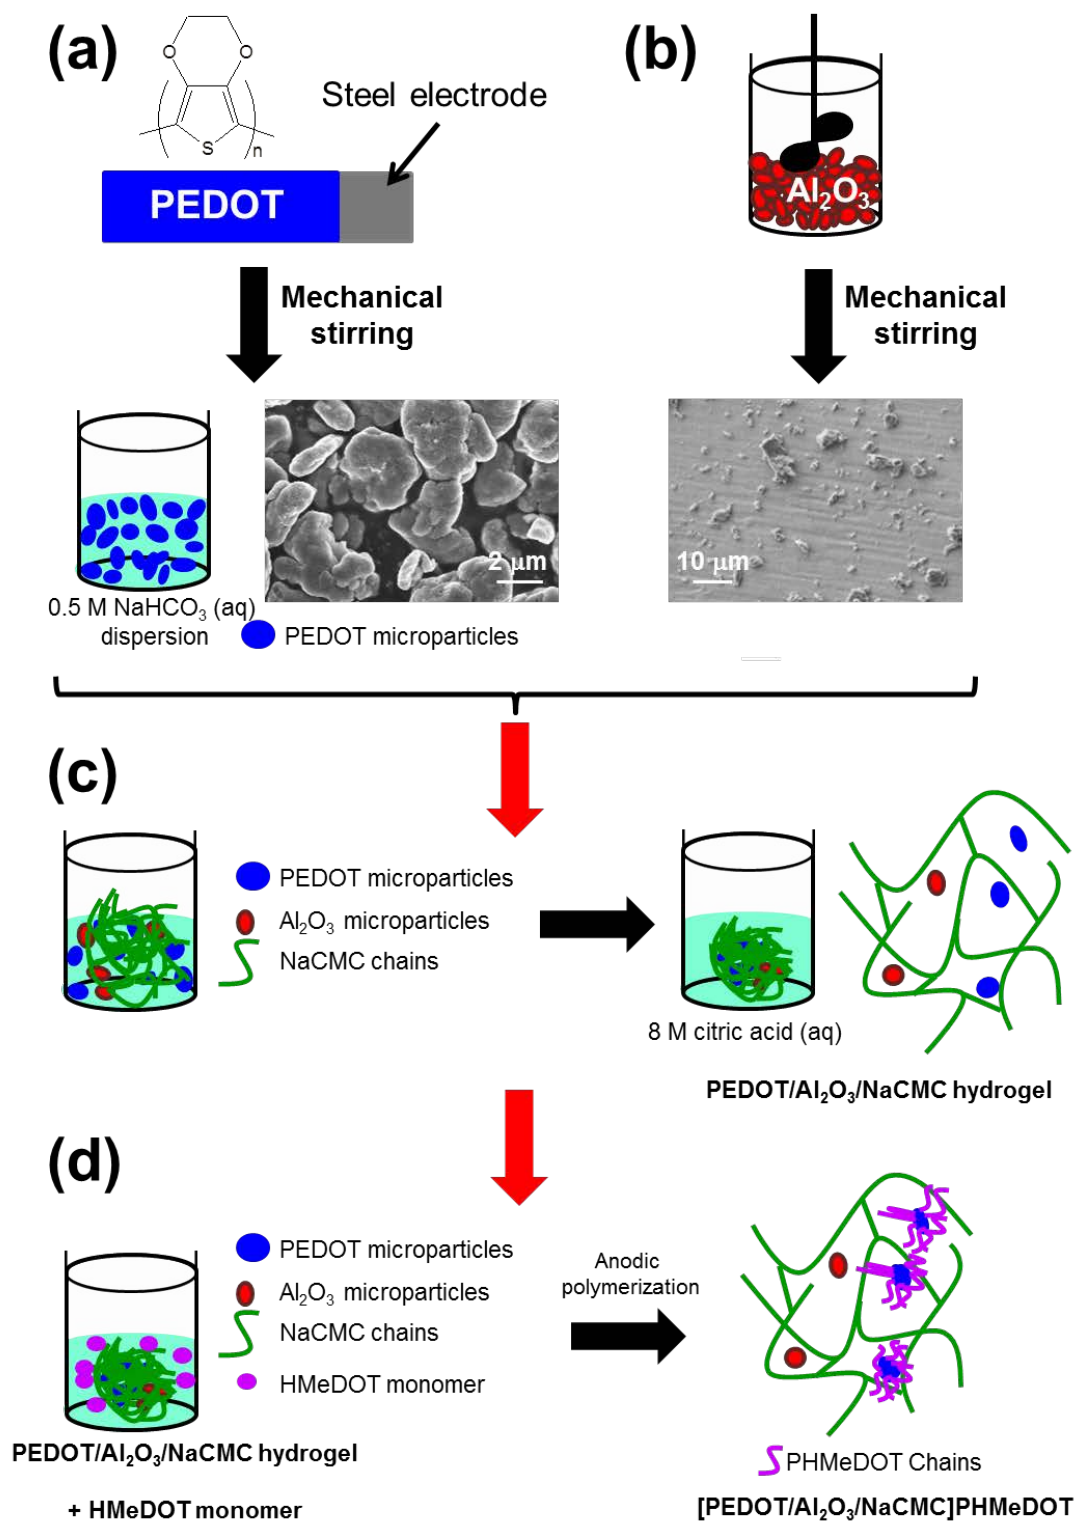 (a)
O
O
S
n
Steel electrode
PEDOT
Mechanical
stirring
2 μm
0.5 M NaHCO₃ (aq)
dispersion
PEDOT microparticles
(b)
Al₂O₃
Mechanical
stirring
10 μm
(c)
PEDOT microparticles
Al₂O₃ microparticles
NaCMC chains
8 M citric acid (aq)
PEDOT/Al₂O₃/NaCMC hydrogel
(d)
PEDOT microparticles
Al₂O₃ microparticles
NaCMC chains
HMeDOT monomer
Anodic
polymerization
PEDOT/Al₂O₃/NaCMC hydrogel
+ HMeDOT monomer
PHMeDOT Chains
[PEDOT/Al₂O₃/NaCMC]PHMeDOT